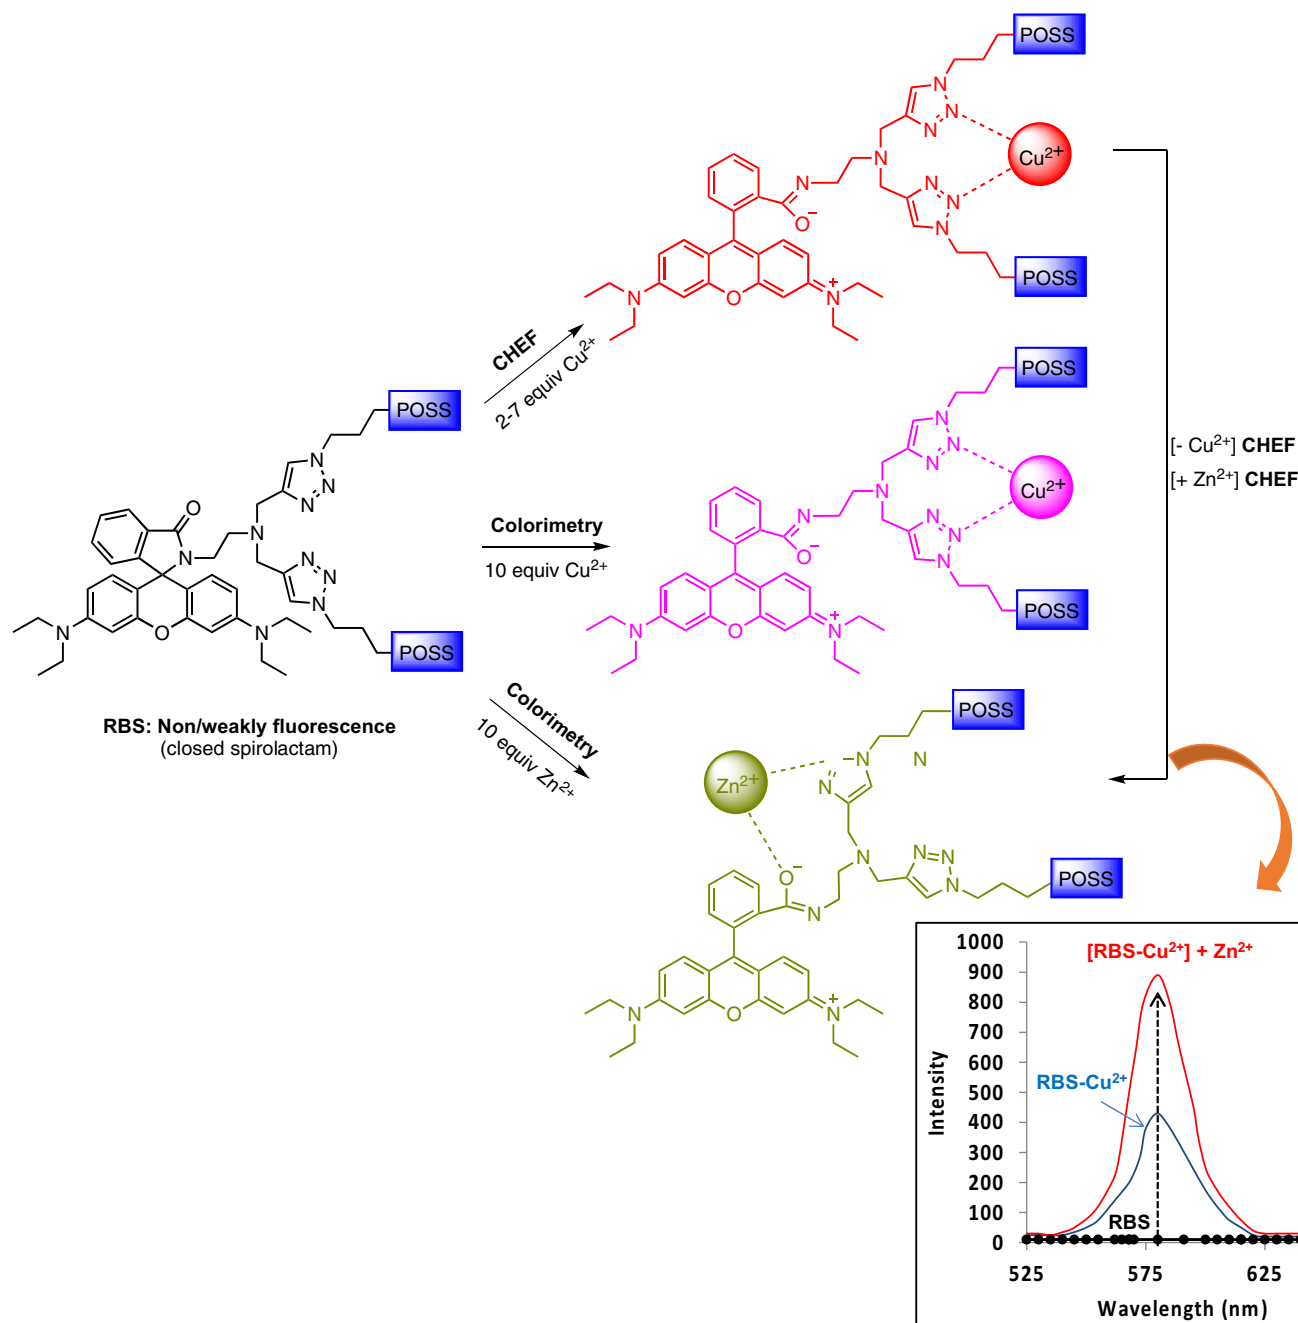 POSS
N
N
N
N
Cu²⁺
N
N
N
N
O⁻
POSS
N
O
N⁺
CHEF
2-7 equiv Cu²⁺
POSS
POSS
N
N
N
N
Cu²⁺
[- Cu²⁺] CHEF
[+ Zn²⁺] CHEF
N
N
N
N
O⁻
POSS
N
O
N⁺
Colorimetry
10 equiv Cu²⁺
N
N
N
O
N
N
N
N
N
N
O
N
POSS
RBS: Non/weakly fluorescence
(closed spirolactam)
Colorimetry
10 equiv Zn²⁺
POSS
N
N
N
Zn²⁺
N
N
N
N
POSS
O⁻
N
N
O
N⁺
1000
900
800
700
600
500
400
300
200
100
0
Intensity
[RBS-Cu²⁺] + Zn²⁺
RBS-Cu²⁺
RBS
525
575
625
Wavelength (nm)